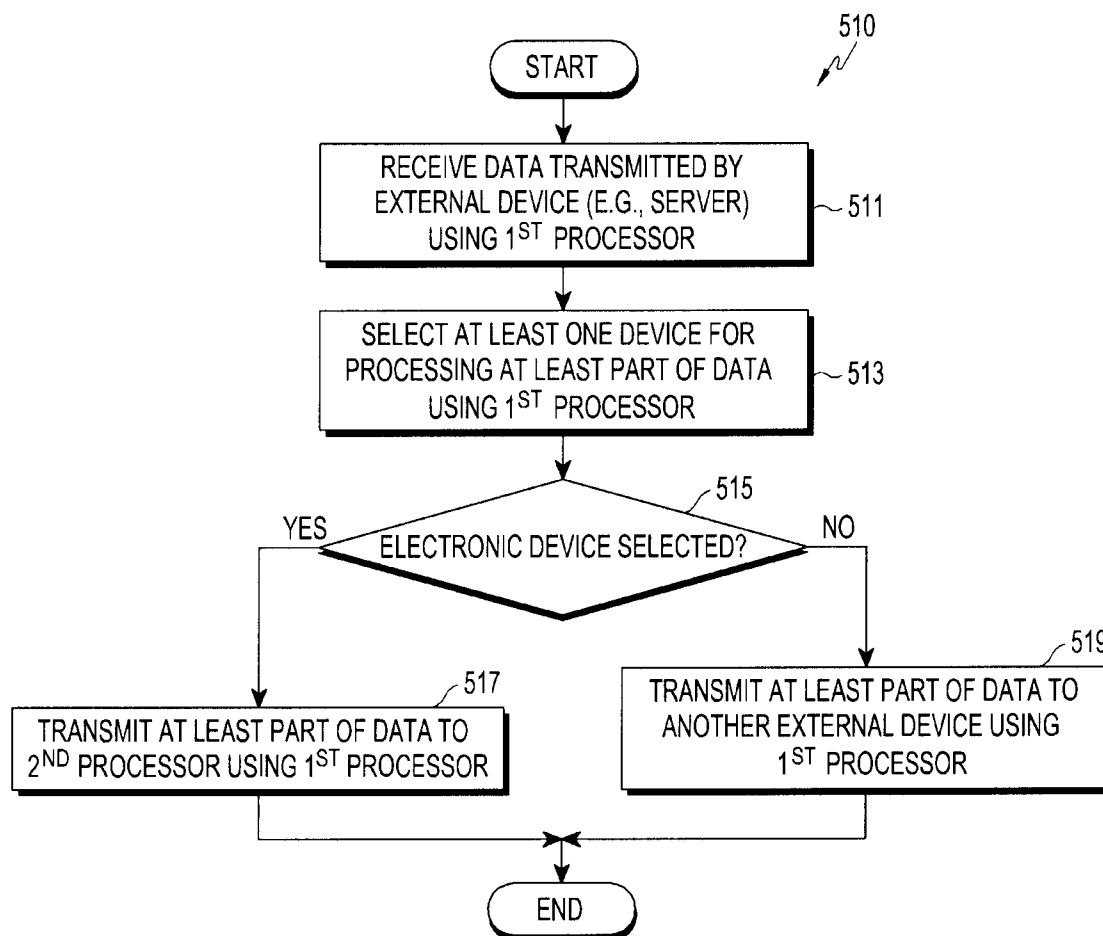 510
START
RECEIVE DATA TRANSMITTED BY
EXTERNAL DEVICE (E.G., SERVER)
USING 1ST PROCESSOR
511
SELECT AT LEAST ONE DEVICE FOR
PROCESSING AT LEAST PART OF DATA
USING 1ST PROCESSOR
513
515
YES
ELECTRONIC DEVICE SELECTED?
NO
517
TRANSMIT AT LEAST PART OF DATA TO
2ND PROCESSOR USING 1ST PROCESSOR
519
TRANSMIT AT LEAST PART OF DATA TO
ANOTHER EXTERNAL DEVICE USING
1ST PROCESSOR
END